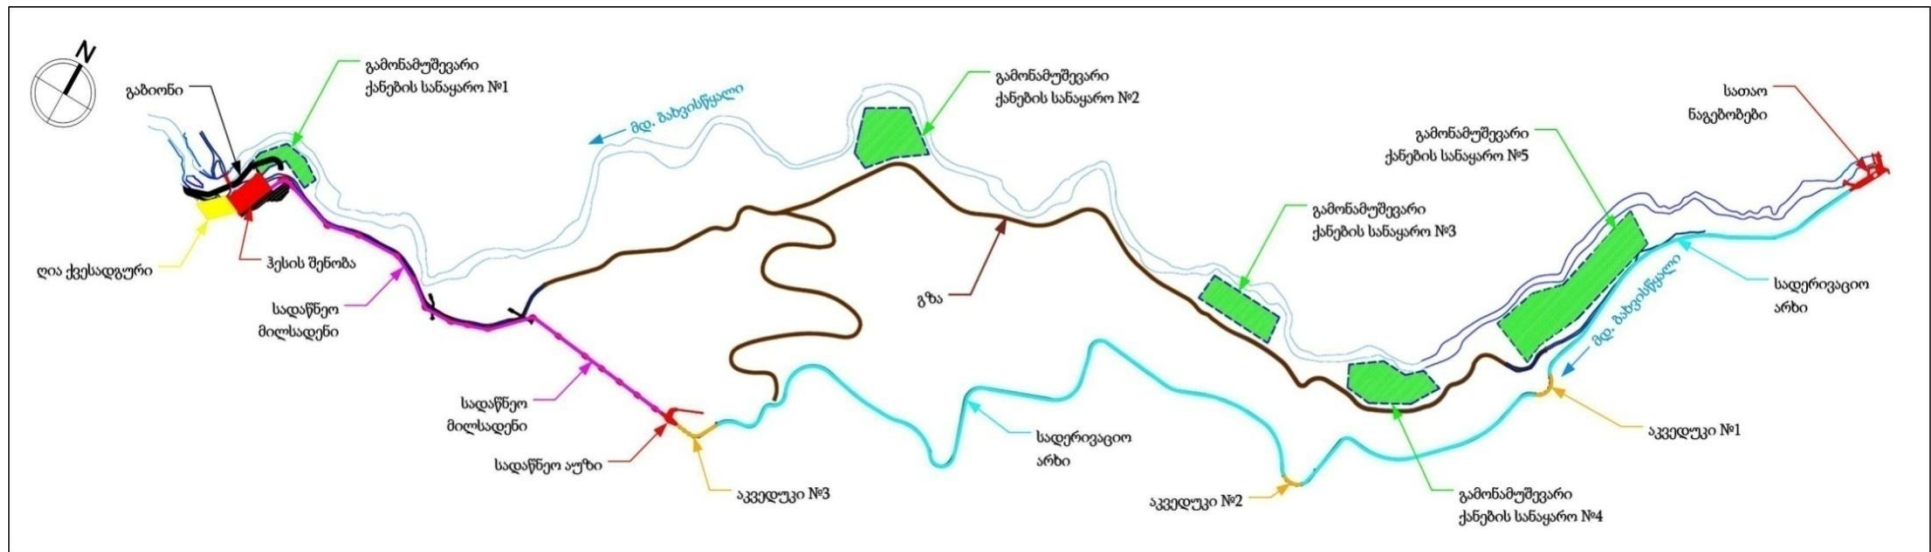 N
გაბიონი
გამონამუშევარი
ქანების სანაყარო №1
მდ. ბახვისწყალი
გამონამუშევარი
ქანების სანაყარო №2
გამონამუშევარი
ქანების სანაყარო №5
სათაო
ნაგებობები
გამონამუშევარი
ქანების სანაყარო №3
ღია ქვესადგური
ჰესის შენობა
სადაწნეო
მილსადენი
გზა
მდ. ბახვისწყალი
სადერივაციო
არხი
სადაწნეო
მილსადენი
სადაწნეო აუზი
აკვედუკი №3
სადერივაციო
არხი
აკვედუკი №2
აკვედუკი №1
გამონამუშევარი
ქანების სანაყარო №4